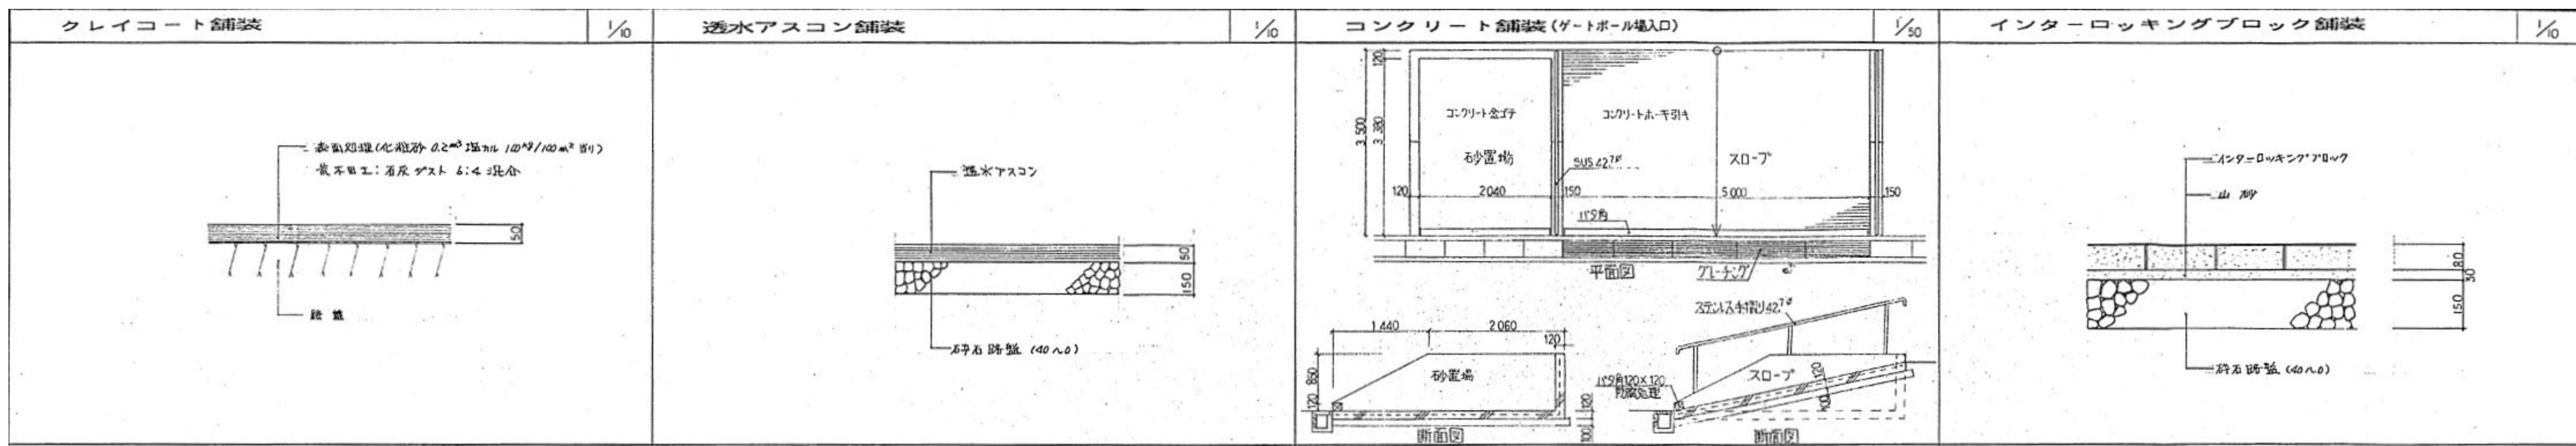 クレイコート舗装 1/10
表面処理(化粧砂 0.2m³ 塩カル 100kg/100m² 当り)
荒木田土:石灰ダスト 6:4 混合
50
路盤
透水アスコン舗装 1/10
透水アスコン
50
150
砕石路盤 (40~0)
コンクリート舗装(ゲートボール場入口) 1/50
120
3,500
3,380
コンクリート金ゴテ
コンクリートホーキ引キ
砂置場
SUS 42.7φ
スロープ
120
2,040
150
5,000
150
バタ角
平面図
グレーチング
1,440
2,060
120
860
120
砂置場
120
100
断面図
ステンレス手摺リ42.7φ
バタ角120×120
防腐処理
スロープ
120
100
断面図
インターロッキングブロック舗装 1/10
インターロッキングブロック
山砂
80
30
150
砕石路盤 (40~0)